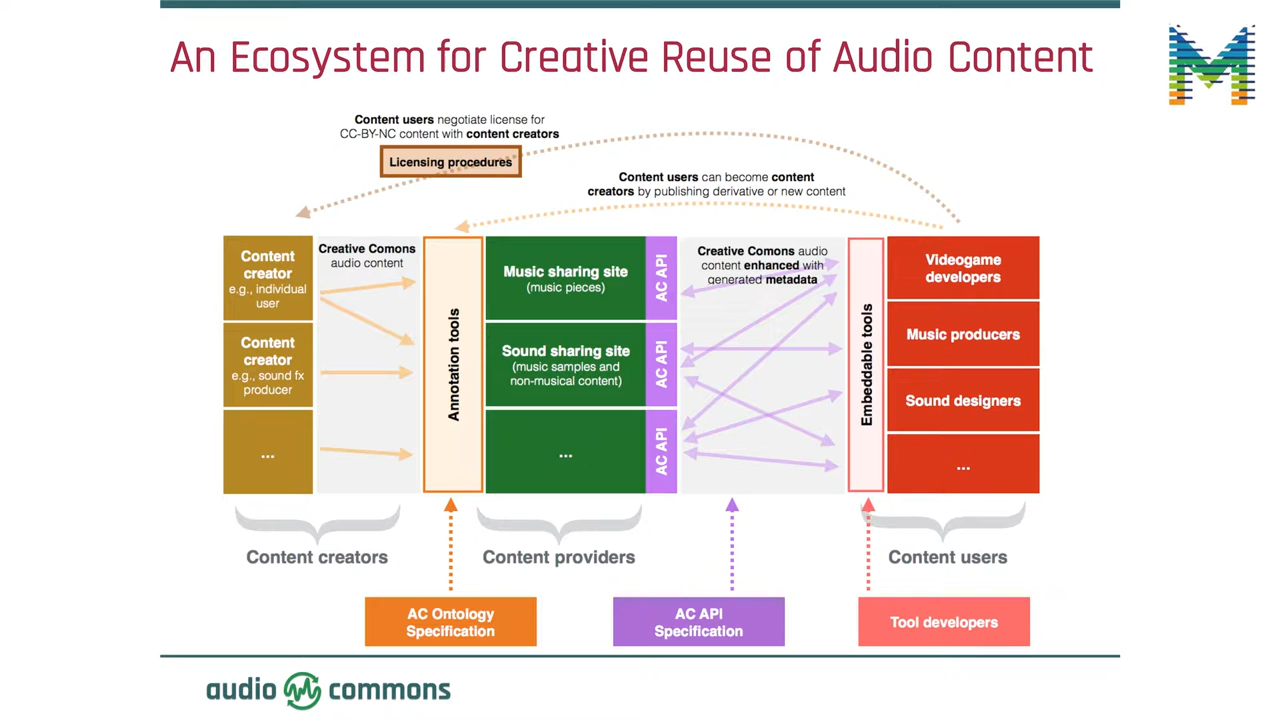 An Ecosystem for Creative Reuse of Audio Content
Content users negotiate license for
CC-BY-NC content with content creators
Licensing procedures
Content users can become content
creators by publishing derivative or new content
Content
creator
e.g., individual
user
Content
creator
e.g., sound fx
producer
...
Creative Comons
audio content
Annotation tools
Music sharing site
(music pieces)
Sound sharing site
(music samples and
non-musical content)
...
AC API
AC API
AC API
Creative Comons audio
content enhanced with
generated metadata
Embeddable tools
Videogame
developers
Music producers
Sound designers
...
Content creators
Content providers
Content users
AC Ontology
Specification
AC API
Specification
Tool developers
audio commons